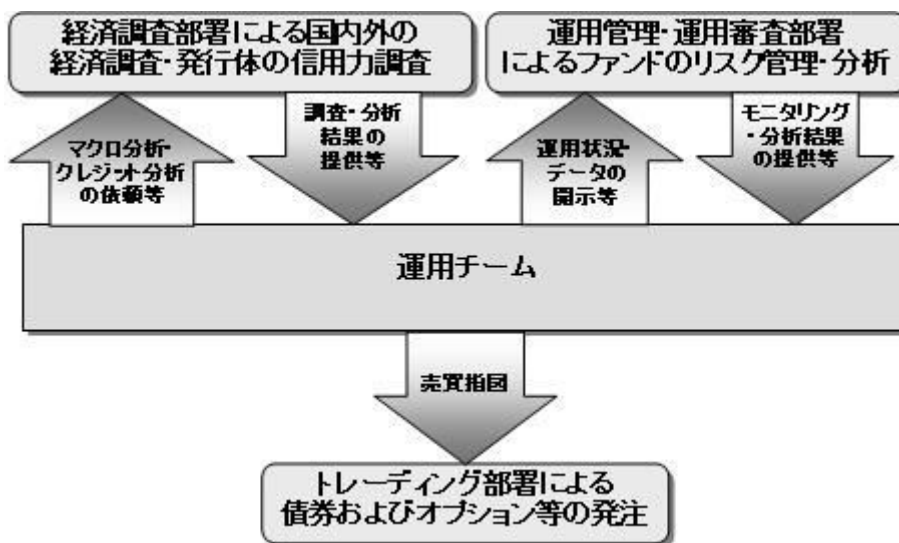 経済調査部署による国内外の
経済調査・発行体の信用力調査
運用管理・運用審査部署
によるファンドのリスク管理・分析
マクロ分析・
クレジット分析
の依頼等
調査・分析
結果の
提供等
運用状況・
データの
開示等
モニタリング
・分析結果
の提供等
運用チーム
売買指図
トレーディング部署による
債券およびオプション等の発注